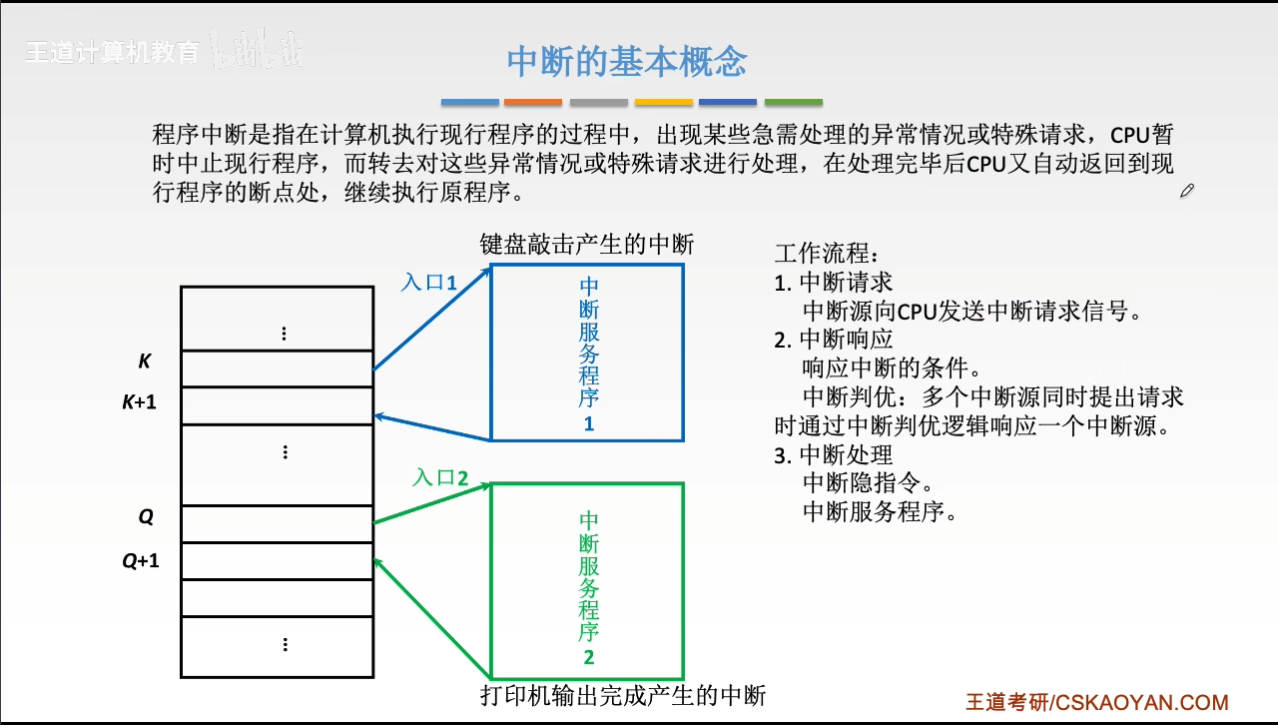 王道计算机教育 bilibili
中断的基本概念
程序中断是指在计算机执行现行程序的过程中，出现某些急需处理的异常情况或特殊请求，CPU暂
时中止现行程序，而转去对这些异常情况或特殊请求进行处理，在处理完毕后CPU又自动返回到现
行程序的断点处，继续执行原程序。
键盘敲击产生的中断
入口1
中断服务程序1
⋮
K
K+1
⋮
入口2
Q
Q+1
中断服务程序2
⋮
打印机输出完成产生的中断
工作流程：
1. 中断请求
中断源向CPU发送中断请求信号。
2. 中断响应
响应中断的条件。
中断判优：多个中断源同时提出请求
时通过中断判优逻辑响应一个中断源。
3. 中断处理
中断隐指令。
中断服务程序。
王道考研/CSKAOYAN.COM